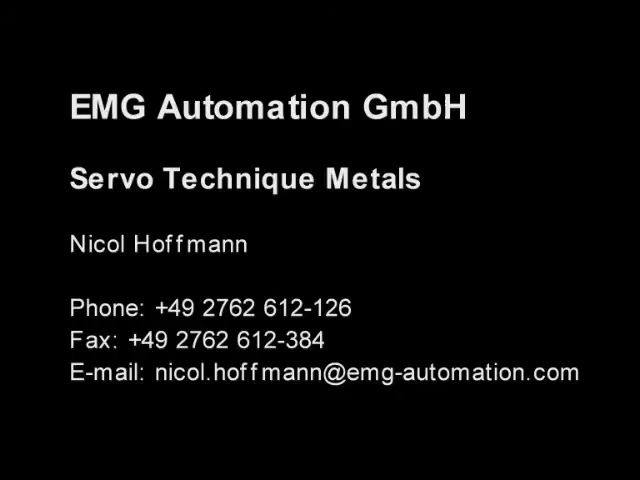 EMG Automation GmbH
Servo Technique Metals
Nicol Hoffmann
Phone: +49 2762 612-126
Fax: +49 2762 612-384
E-mail: nicol.hoffmann@emg-automation.com